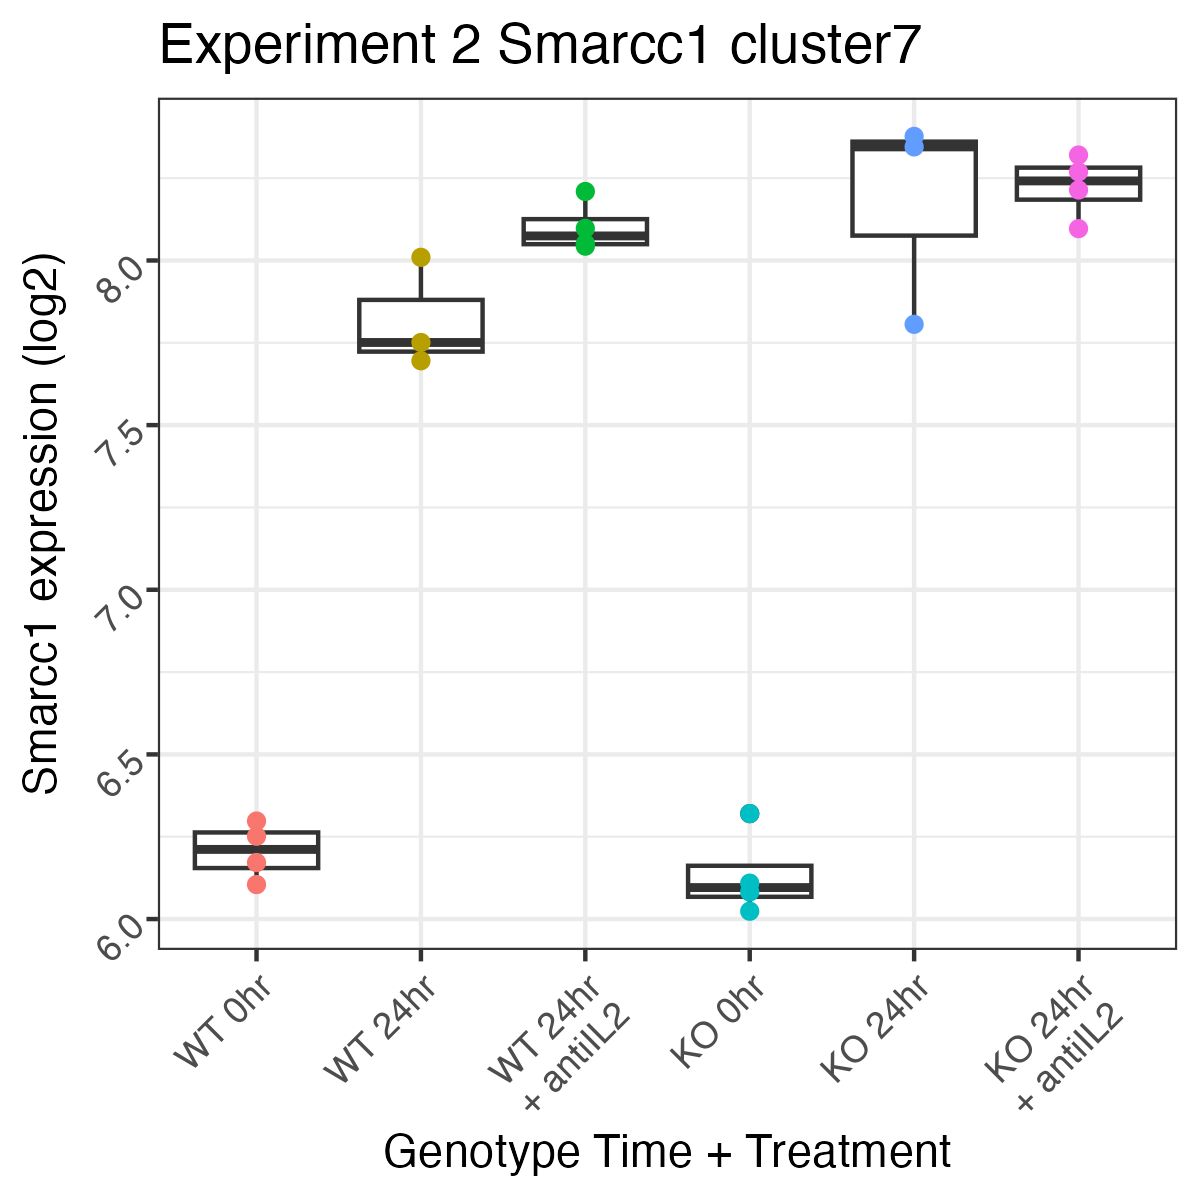 Experiment 2 Smarcc1 cluster7
Smarcc1 expression (log2)
8.0
7.5
7.0
6.5
6.0
WT 0hr
WT 24hr
WT 24hr
+ antiIL2
KO 0hr
KO 24hr
KO 24hr
+ antiIL2
Genotype Time + Treatment